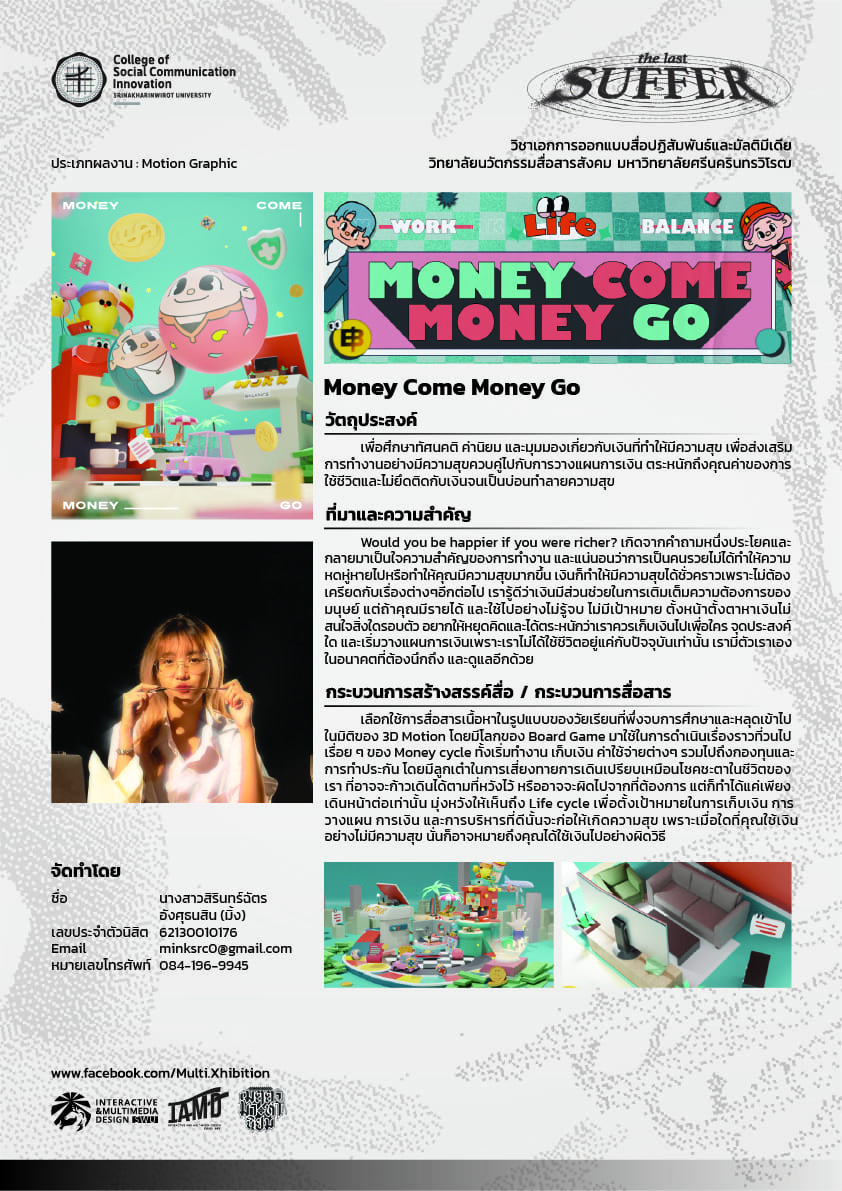 College of
Social Communication
Innovation
SRINAKHARINWIROT UNIVERSITY
the last
SUFFER
วิชาเอกการออกแบบสื่อปฏิสัมพันธ์และมัลติมีเดีย
ประเภทผลงาน : Motion Graphic
วิทยาลัยนวัตกรรมสื่อสารสังคม มหาวิทยาลัยศรีนครินทรวิโรฒ
MONEY COME
WORK
BALANCE
MONEY GO
WORK Life BALANCE
MONEY COME
MONEY GO
Money Come Money Go
วัตถุประสงค์
เพื่อศึกษาทัศนคติ ค่านิยม และมุมมองเกี่ยวกับเงินที่ทำให้มีความสุข เพื่อส่งเสริม
การทำงานอย่างมีความสุขควบคู่ไปกับการวางแผนการเงิน ตระหนักถึงคุณค่าของการ
ใช้ชีวิตและไม่ยึดติดกับเงินจนเป็นบ่อนทำลายความสุข
ที่มาและความสำคัญ
Would you be happier if you were richer? เกิดจากคำถามหนึ่งประโยคและ
กลายมาเป็นใจความสำคัญของการทำงาน และแน่นอนว่าการเป็นคนรวยไม่ได้ทำให้ความ
หดหู่หายไปหรือทำให้คุณมีความสุขมากขึ้น เงินก็ทำให้มีความสุขได้ชั่วคราวเพราะไม่ต้อง
เครียดกับเรื่องต่างๆอีกต่อไป เรารู้ดีว่าเงินมีส่วนช่วยในการเติมเต็มความต้องการของ
มนุษย์ แต่ถ้าคุณมีรายได้ และใช้ไปอย่างไม่รู้จบ ไม่มีเป้าหมาย ตั้งหน้าตั้งตาหาเงินไม่
สนใจสิ่งใดรอบตัว อยากให้หยุดคิดและได้ตระหนักว่าเราควรเก็บเงินไปเพื่อใคร จุดประสงค์
ใด และเริ่มวางแผนการเงินเพราะเราไม่ได้ใช้ชีวิตอยู่แค่กับปัจจุบันเท่านั้น เรามีตัวเราเอง
ในอนาคตที่ต้องนึกถึง และดูแลอีกด้วย
กระบวนการสร้างสรรค์สื่อ / กระบวนการสื่อสาร
เลือกใช้การสื่อสารเนื้อหาในรูปแบบของวัยเรียนที่พึ่งจบการศึกษาและหลุดเข้าไป
ในมิติของ 3D Motion โดยมีโลกของ Board Game มาใช้ในการดำเนินเรื่องราวที่วนไป
เรื่อย ๆ ของ Money cycle ทั้งเริ่มทำงาน เก็บเงิน ค่าใช้จ่ายต่างๆ รวมไปถึงกองทุนและ
การทำประกัน โดยมีลูกเต๋าในการเสี่ยงทายการเดินเปรียบเหมือนโชคชะตาในชีวิตของ
เรา ที่อาจจะก้าวเดินได้ตามที่หวังไว้ หรืออาจจะผิดไปจากที่ต้องการ แต่ก็ทำได้แค่เพียง
เดินหน้าต่อเท่านั้น มุ่งหวังให้เห็นถึง Life cycle เพื่อตั้งเป้าหมายในการเก็บเงิน การ
วางแผน การเงิน และการบริหารที่ดีนั้นจะก่อให้เกิดความสุข เพราะเมื่อใดที่คุณใช้เงิน
อย่างไม่มีความสุข นั่นก็อาจหมายถึงคุณได้ใช้เงินไปอย่างผิดวิธี
จัดทำโดย
ชื่อ นางสาวสิรินทร์ฉัตร
อังศุธนสิน (มิ้ง)
เลขประจำตัวนิสิต 62130010176
Email minksrc0@gmail.com
หมายเลขโทรศัพท์ 084-196-9945
www.facebook.com/Multi.Xhibition
INTERACTIVE
&MULTIMEDIA
DESIGN SWU
IAMD